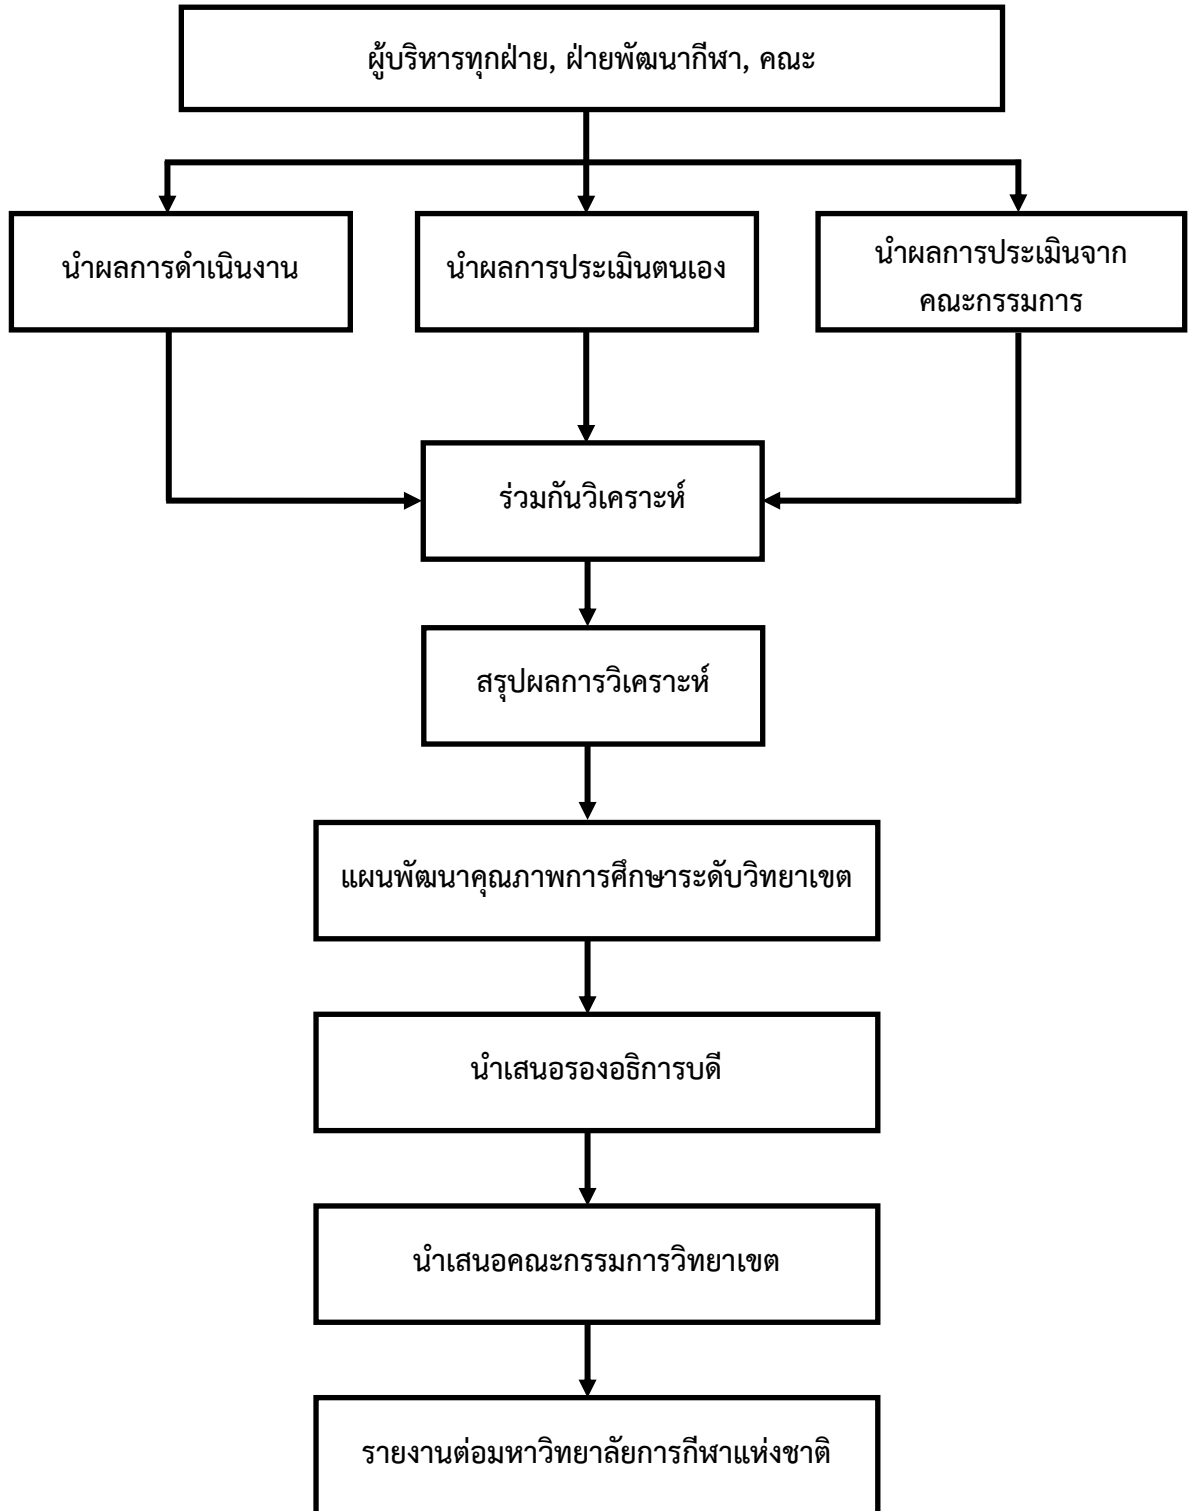 ผู้บริหารทุกฝ่าย, ฝ่ายพัฒนากีฬา, คณะ
นำผลการดำเนินงาน
นำผลการประเมินตนเอง
นำผลการประเมินจาก
คณะกรรมการ
ร่วมกันวิเคราะห์
สรุปผลการวิเคราะห์
แผนพัฒนาคุณภาพการศึกษาระดับวิทยาเขต
นำเสนอรองอธิการบดี
นำเสนอคณะกรรมการวิทยาเขต
รายงานต่อมหาวิทยาลัยการกีฬาแห่งชาติ